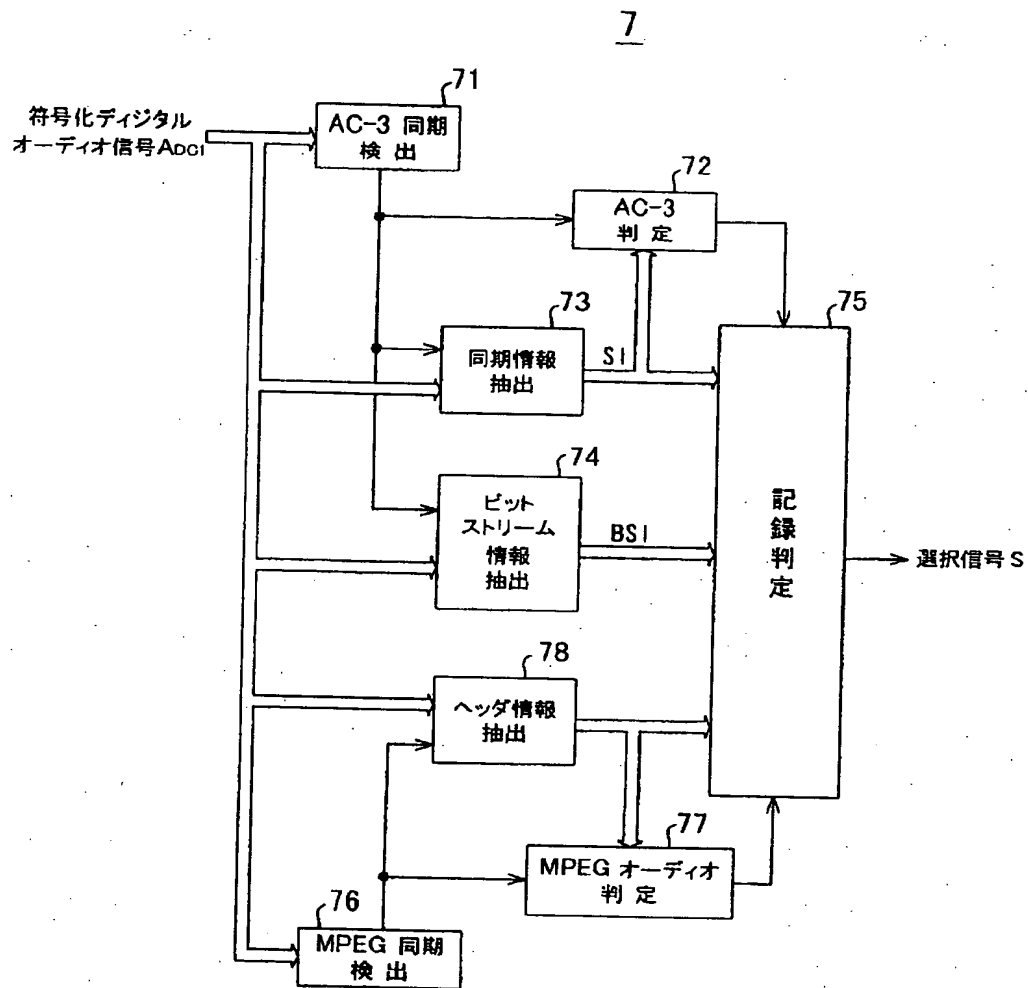 7
71
符号化ディジタル
オーディオ信号ADGI
AC-3 同期
検 出
72
AC-3
判 定
73
同期情報
抽出
SI
75
記録判定
74
ビット
ストリーム
情報
抽出
BSI
選択信号 S
78
ヘッダ情報
抽出
77
MPEG オーディオ
判 定
76
MPEG 同期
検 出